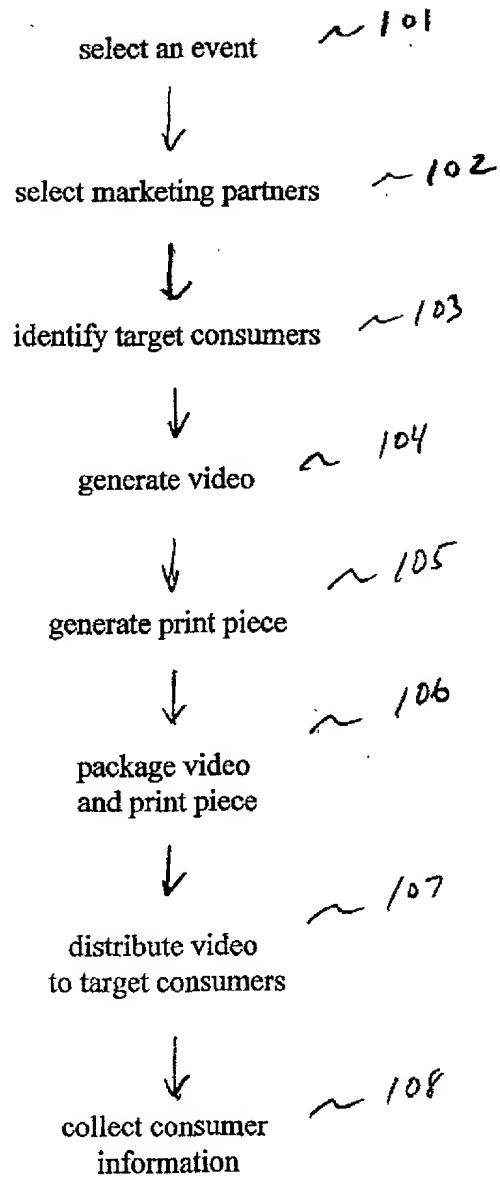 select an event ~101
select marketing partners ~102
identify target consumers ~103
generate video ~104
generate print piece ~105
~106
package video
and print piece
~107
distribute video
to target consumers
~108
collect consumer
information